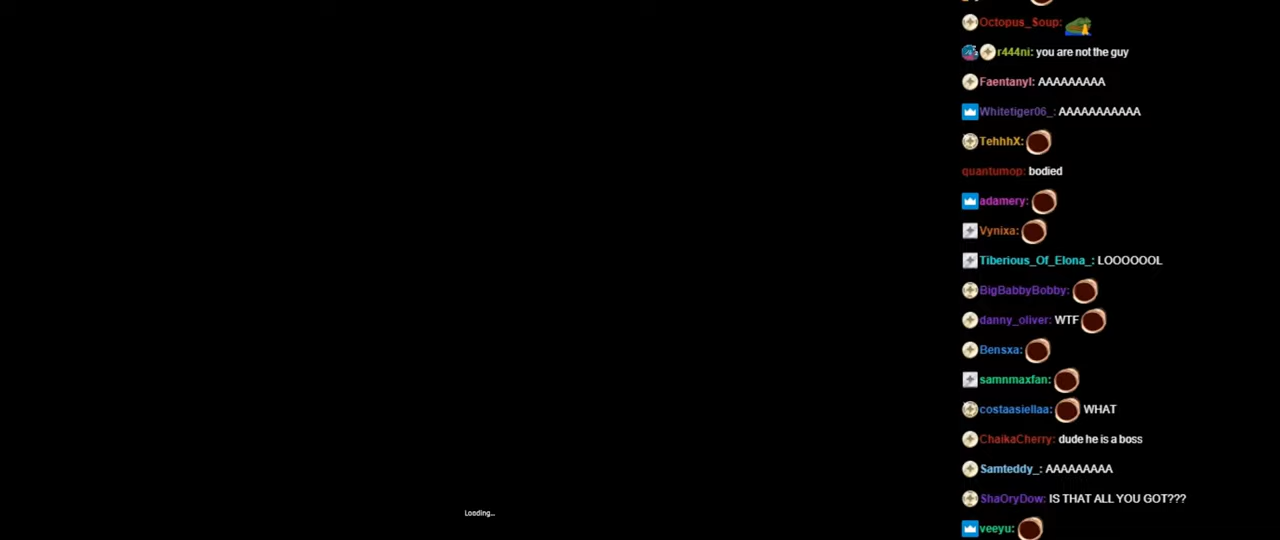 Octopus_Soup:
r444ni: you are not the guy
Faentanyl: AAAAAAAAA
Whitetiger06_: AAAAAAAAAAA
TehhhX:
quantumop: bodied
adamery:
Vynixa:
Tiberious_Of_Elona_: LOOOOOOL
BigBabbyBobby:
danny_oliver: WTF
Bensxa:
samnmaxfan:
costaasiellaa: WHAT
ChaikaCherry: dude he is a boss
Samteddy_: AAAAAAAAA
ShaOryDow: IS THAT ALL YOU GOT???
Loading...
veeyu: